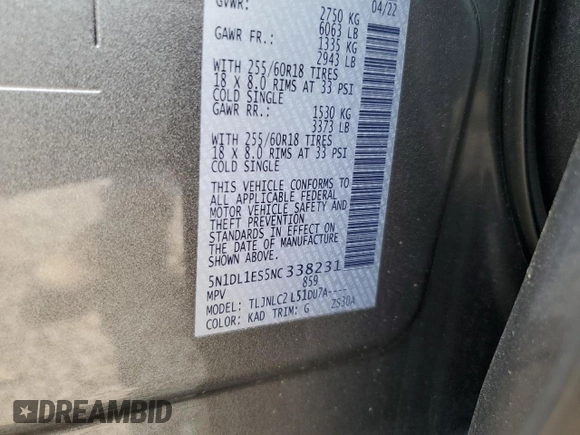 04/22
GVWR: 2750 KG
6063 LB
GAWR FR.: 1335 KG
2943 LB
WITH 255/60R18 TIRES
18 X 8.0 RIMS AT 33 PSI
COLD SINGLE
GAWR RR.: 1530 KG
3373 LB
WITH 255/60R18 TIRES
18 X 8.0 RIMS AT 33 PSI
COLD SINGLE
THIS VEHICLE CONFORMS TO
ALL APPLICABLE FEDERAL
MOTOR VEHICLE SAFETY AND
THEFT PREVENTION
STANDARDS IN EFFECT ON
THE DATE OF MANUFACTURE
SHOWN ABOVE.
5N1DL1ES5NC338231
MPV 859
MODEL: TLJNLC2 L51DU7A----
COLOR: KAD TRIM: G ZS30A
DREAMBID